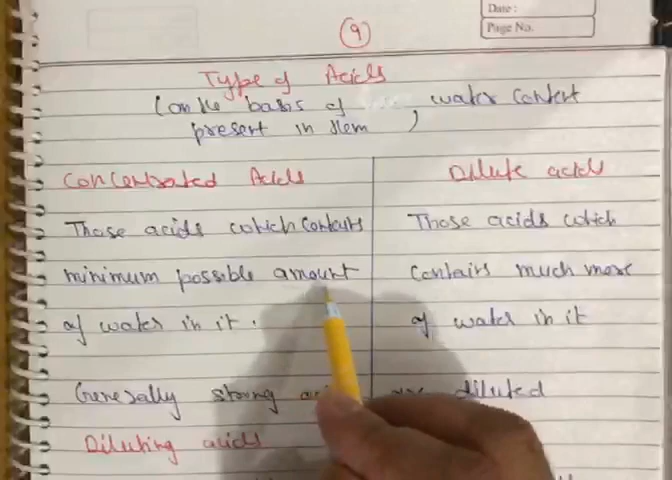 Date :
Page No.
9
Type of Acids
(on the basis of water content
present in them )
Concentrated Acids
Dilute acids
Those acids which contains
minimum possible amount
of water in it .
Those acids which
contains much more
of water in it
Generally strong are diluted
Diluting acids